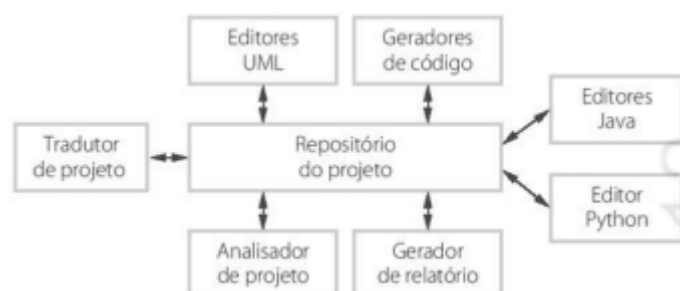 Editores
UML
Geradores
de código
Editores
Java
Tradutor
de projeto
Repositório
do projeto
Editor
Python
Analisador
de projeto
Gerador
de relatório